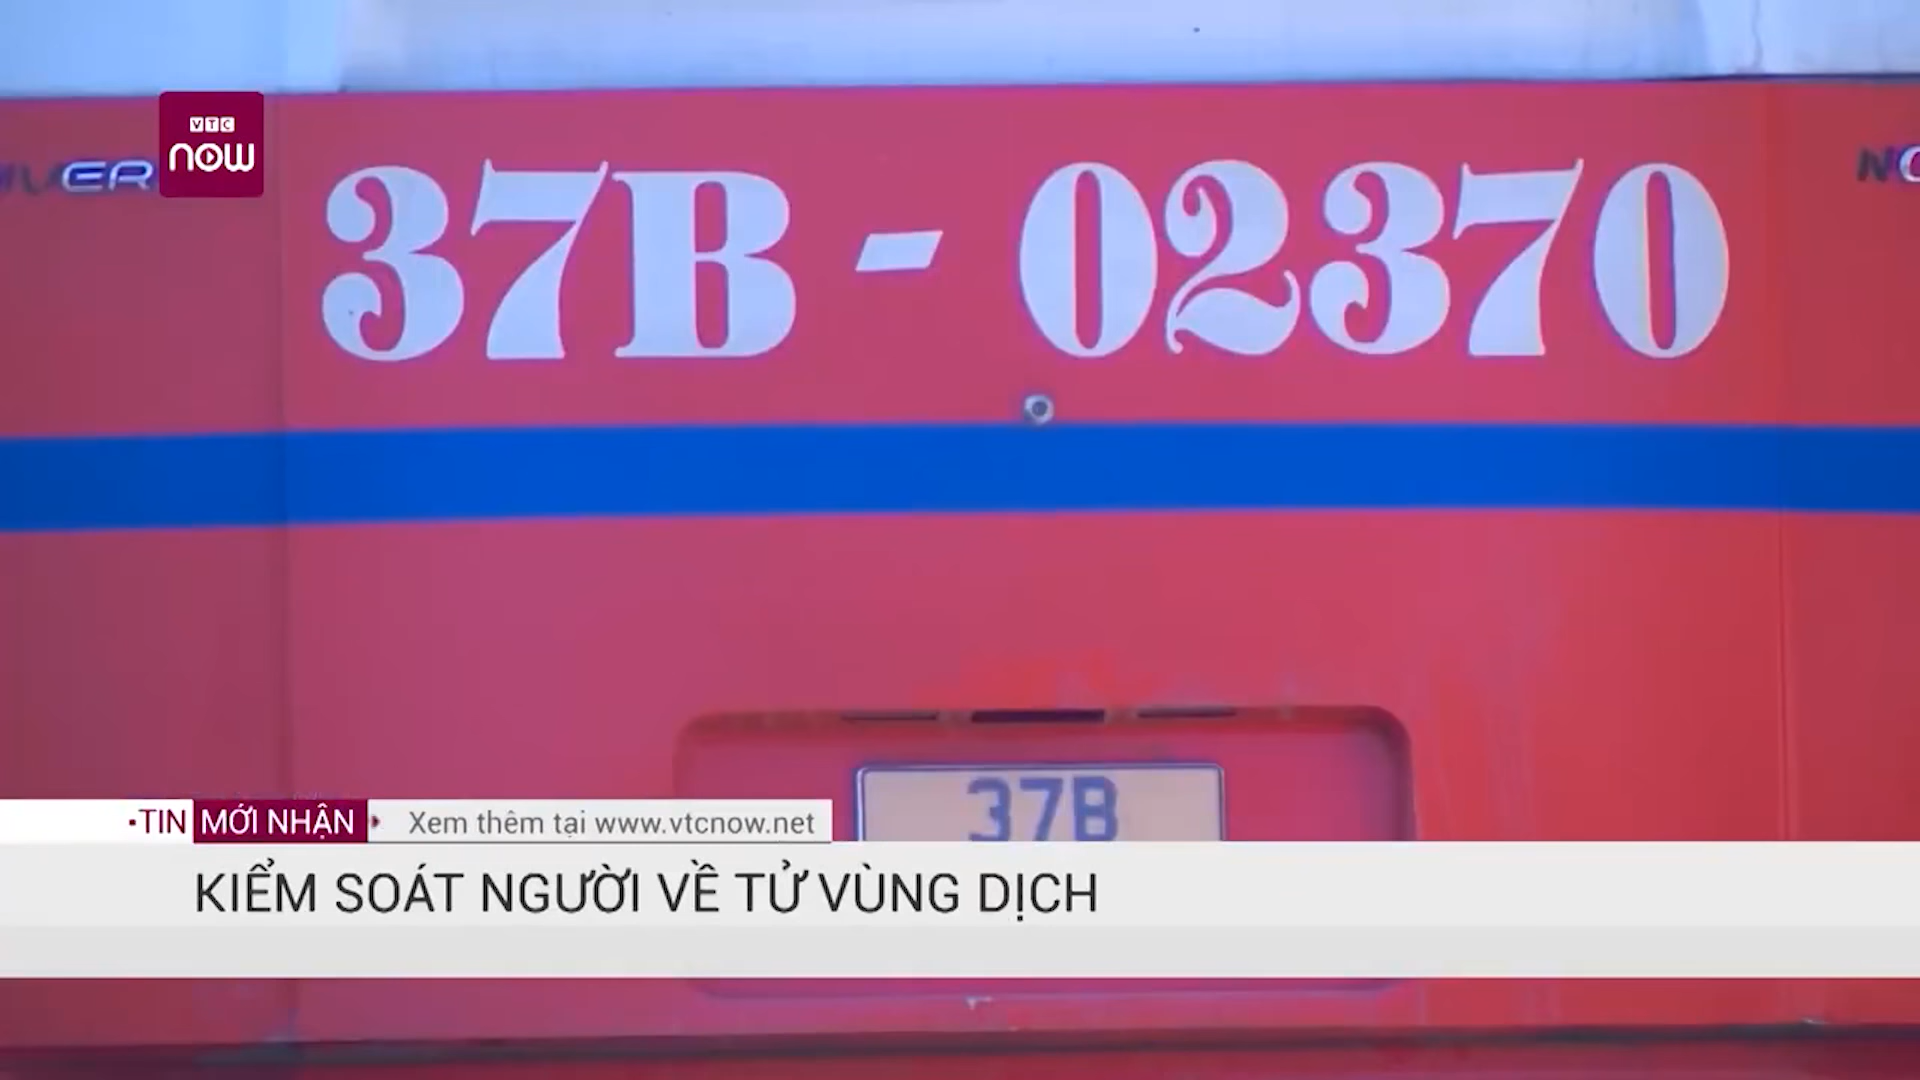 VTC
now
37B - 02370
37B
•TIN MỚI NHẬN Xem thêm tại www.vtcnow.net
KIỂM SOÁT NGƯỜI VỀ TỬ VÙNG DỊCH